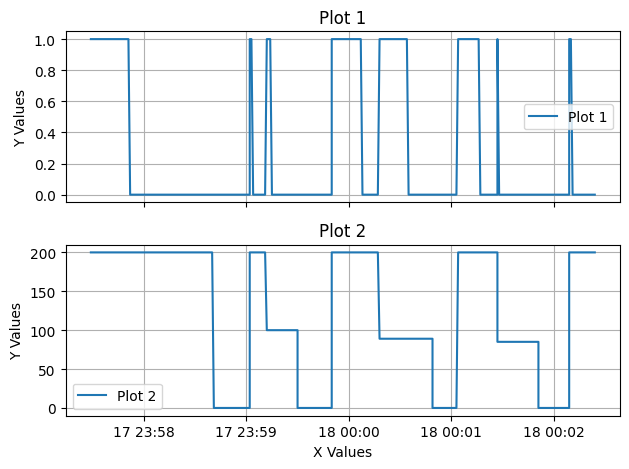 Plot 1
1.0
0.8
0.6
0.4
0.2
0.0
Y Values
Plot 1
Plot 2
200
150
100
50
0
Y Values
Plot 2
17 23:58
17 23:59
18 00:00
18 00:01
18 00:02
X Values